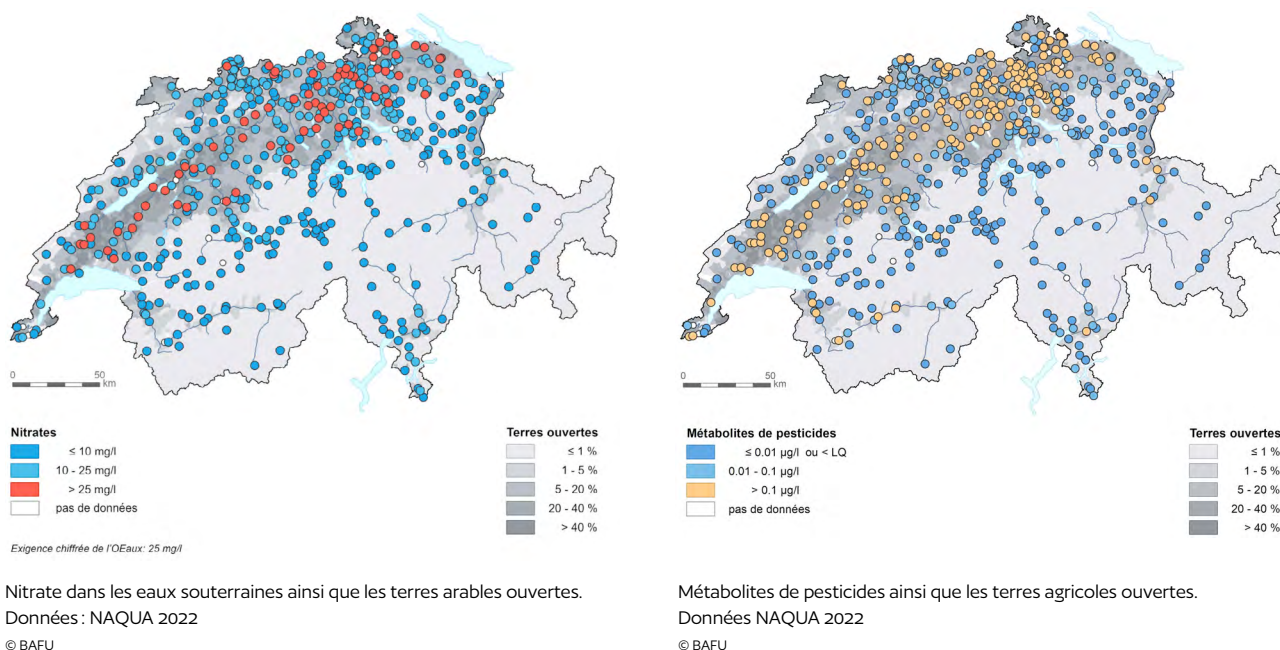 0 50
km
Nitrates
≤ 10 mg/l
10 - 25 mg/l
> 25 mg/l
pas de données
Exigence chiffrée de l'OEaux: 25 mg/l
Terres ouvertes
≤ 1 %
1 - 5 %
5 - 20 %
20 - 40 %
> 40 %
Nitrate dans les eaux souterraines ainsi que les terres arables ouvertes.
Données : NAQUA 2022
© BAFU
0 50
km
Métabolites de pesticides
≤ 0.01 µg/l ou < LQ
0.01 - 0.1 µg/l
> 0.1 µg/l
pas de données
Terres ouvertes
≤ 1 %
1 - 5 %
5 - 20 %
20 - 40 %
> 40 %
Métabolites de pesticides ainsi que les terres agricoles ouvertes.
Données NAQUA 2022
© BAFU